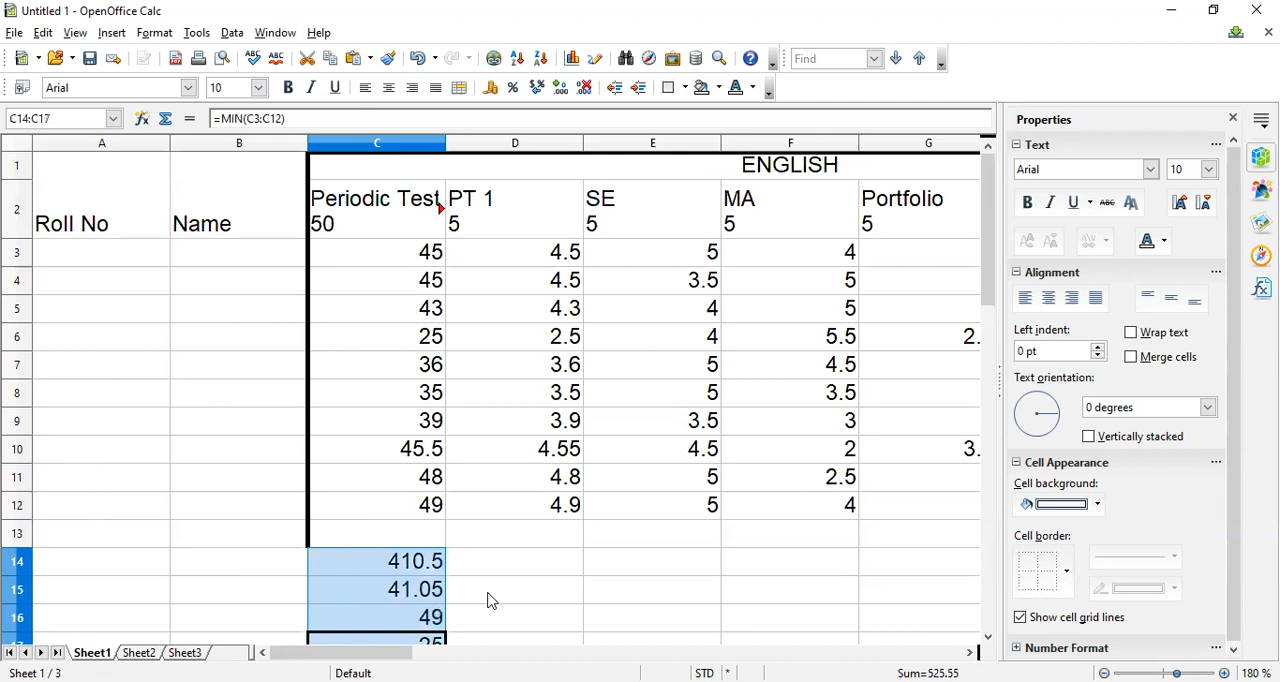 Untitled 1 - OpenOffice Calc
File Edit View Insert Format Tools Data Window Help
Find
Arial 10
C14:C17 =MIN(C3:C12)
Properties
A B C D E F G
Text
1 ENGLISH
Arial 10
2 Roll No Name Periodic Test 50 PT 1 5 SE 5 MA 5 Portfolio 5
3 45 4.5 5 4
4 45 4.5 3.5 5
5 43 4.3 4 5
6 25 2.5 4 5.5 2.
7 36 3.6 5 4.5
8 35 3.5 5 3.5
9 39 3.9 3.5 3
10 45.5 4.55 4.5 2 3.
11 48 4.8 5 2.5
12 49 4.9 5 4
13
14 410.5
15 41.05
16 49
17 25
Alignment
Left indent:
0 pt
Wrap text
Merge cells
Text orientation:
0 degrees
Vertically stacked
Cell Appearance
Cell background:
Cell border:
Show cell grid lines
Number Format
Sheet1 Sheet2 Sheet3
Sheet 1 / 3 Default STD * Sum=525.55 180 %